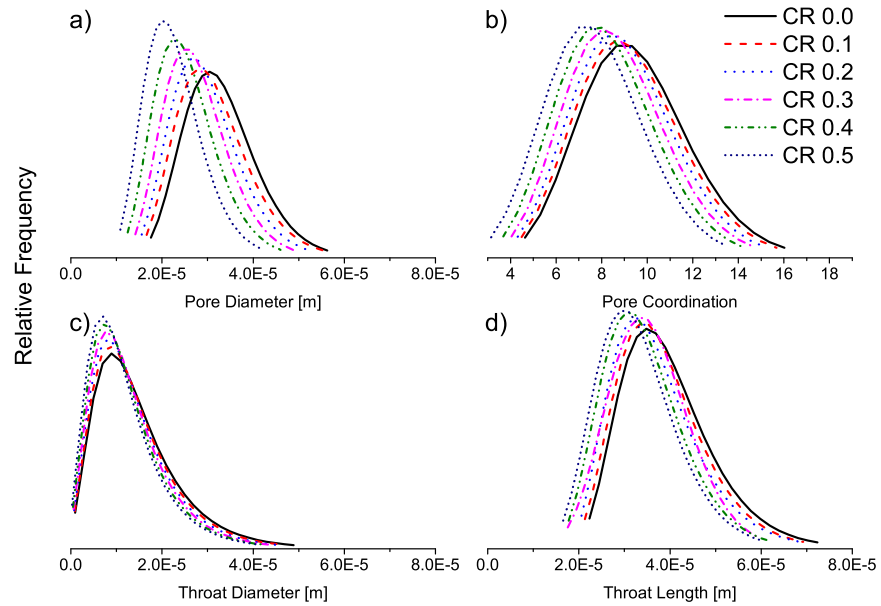 a)
b)
CR 0.0
CR 0.1
CR 0.2
CR 0.3
CR 0.4
CR 0.5
Relative Frequency
0.0 2.0E-5 4.0E-5 6.0E-5 8.0E-5
4 6 8 10 12 14 16 18
Pore Diameter [m]
Pore Coordination
c)
d)
0.0 2.0E-5 4.0E-5 6.0E-5 8.0E-5
2.0E-5 4.0E-5 6.0E-5 8.0E-5
Throat Diameter [m]
Throat Length [m]